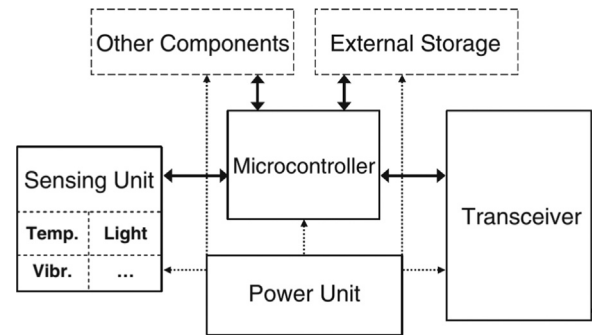 Other Components
External Storage
Microcontroller
Sensing Unit
Temp.
Light
Vibr.
...
Transceiver
Power Unit